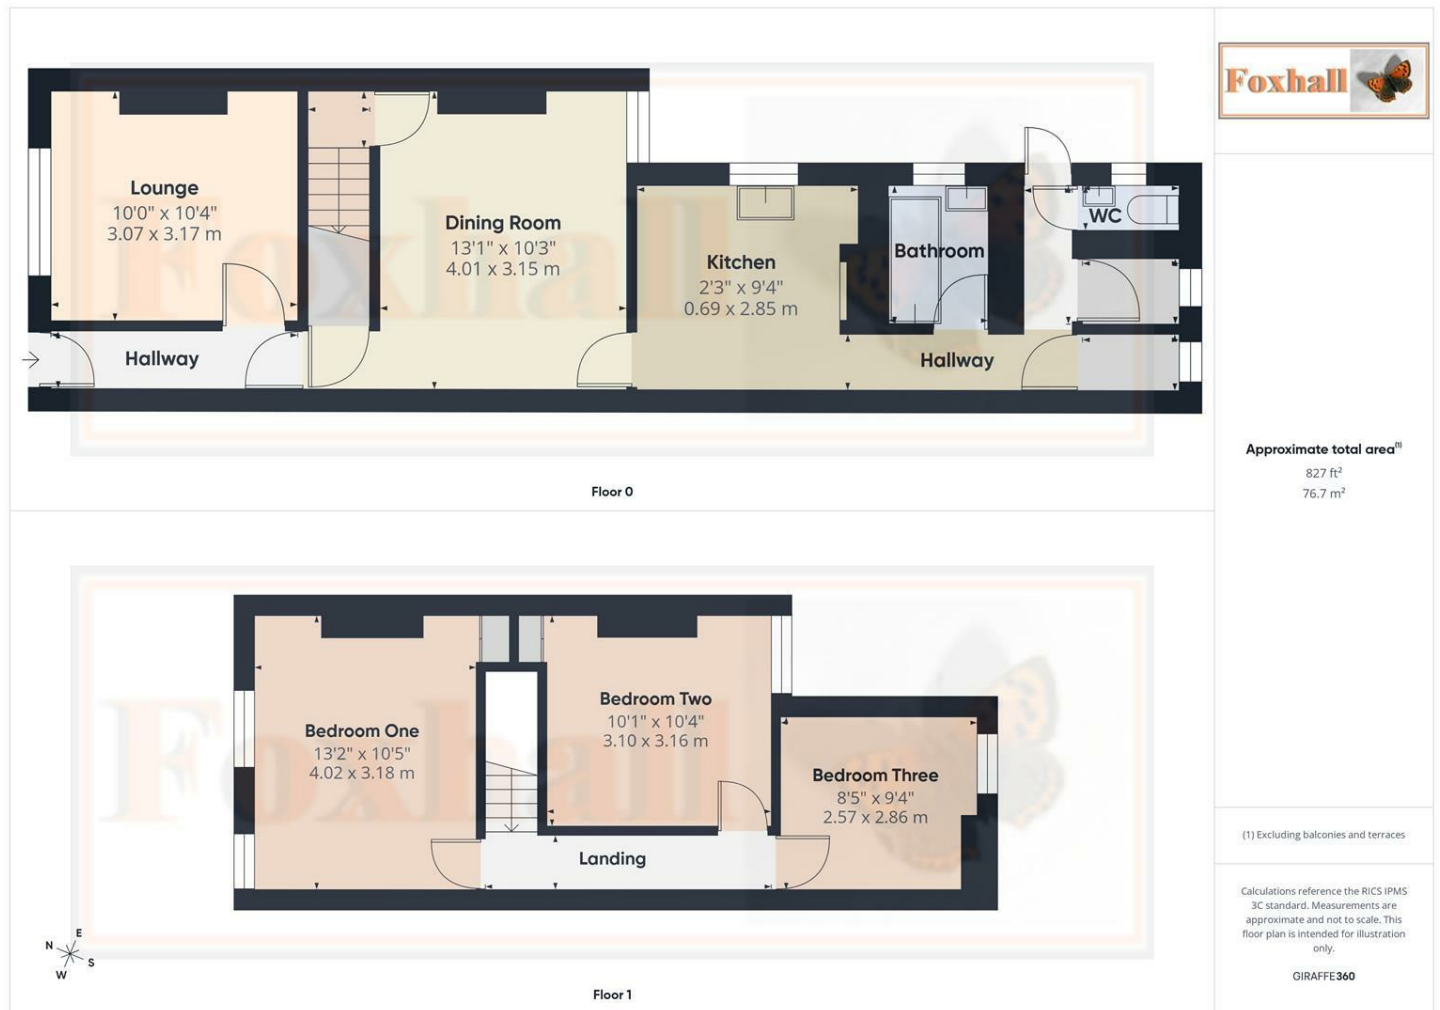 Foxhall
Lounge
10'0" x 10'4"
3.07 x 3.17 m
Dining Room
13'1" x 10'3"
4.01 x 3.15 m
Kitchen
2'3" x 9'4"
0.69 x 2.85 m
Bathroom
WC
Hallway
Hallway
Floor 0
Approximate total area(1)
827 ft²
76.7 m²
Bedroom One
13'2" x 10'5"
4.02 x 3.18 m
Bedroom Two
10'1" x 10'4"
3.10 x 3.16 m
Bedroom Three
8'5" x 9'4"
2.57 x 2.86 m
Landing
N
E
S
W
Floor 1
(1) Excluding balconies and terraces
Calculations reference the RICS IPMS
3C standard. Measurements are
approximate and not to scale. This
floor plan is intended for illustration
only.
GIRAFFE360
Foxhall
Foxhall